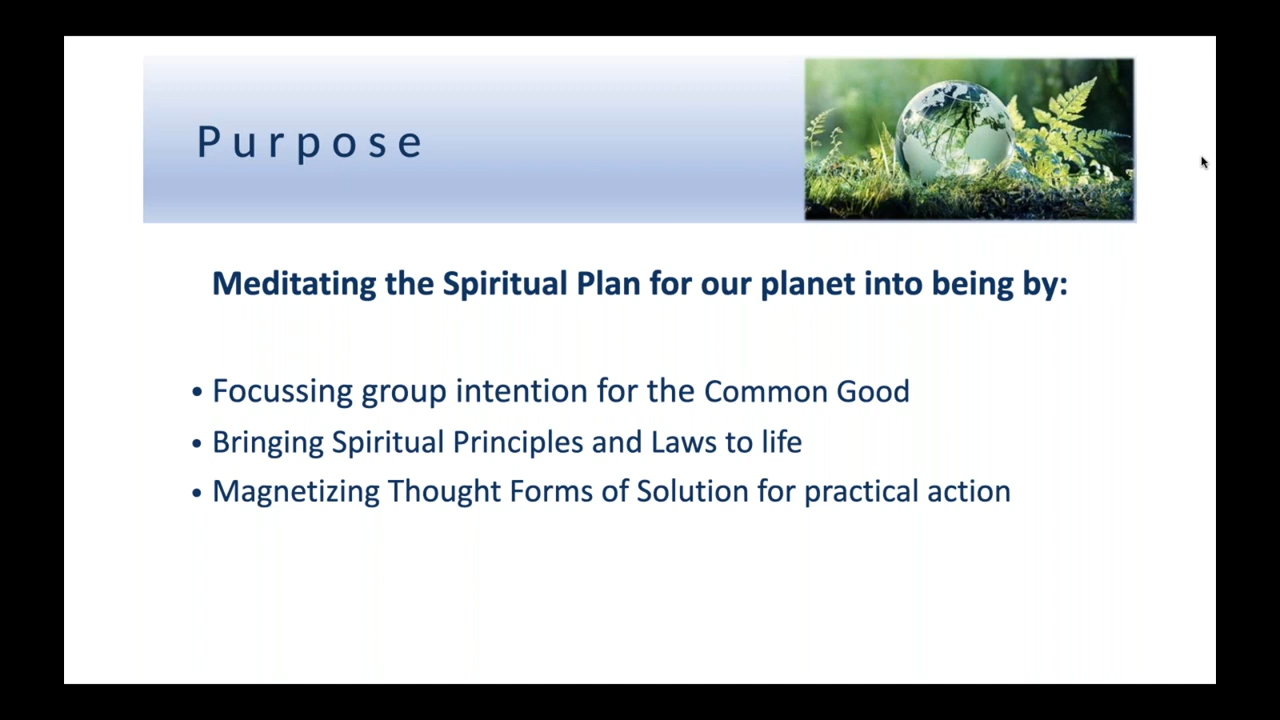 Purpose
Meditating the Spiritual Plan for our planet into being by:
• Focussing group intention for the Common Good
• Bringing Spiritual Principles and Laws to life
• Magnetizing Thought Forms of Solution for practical action